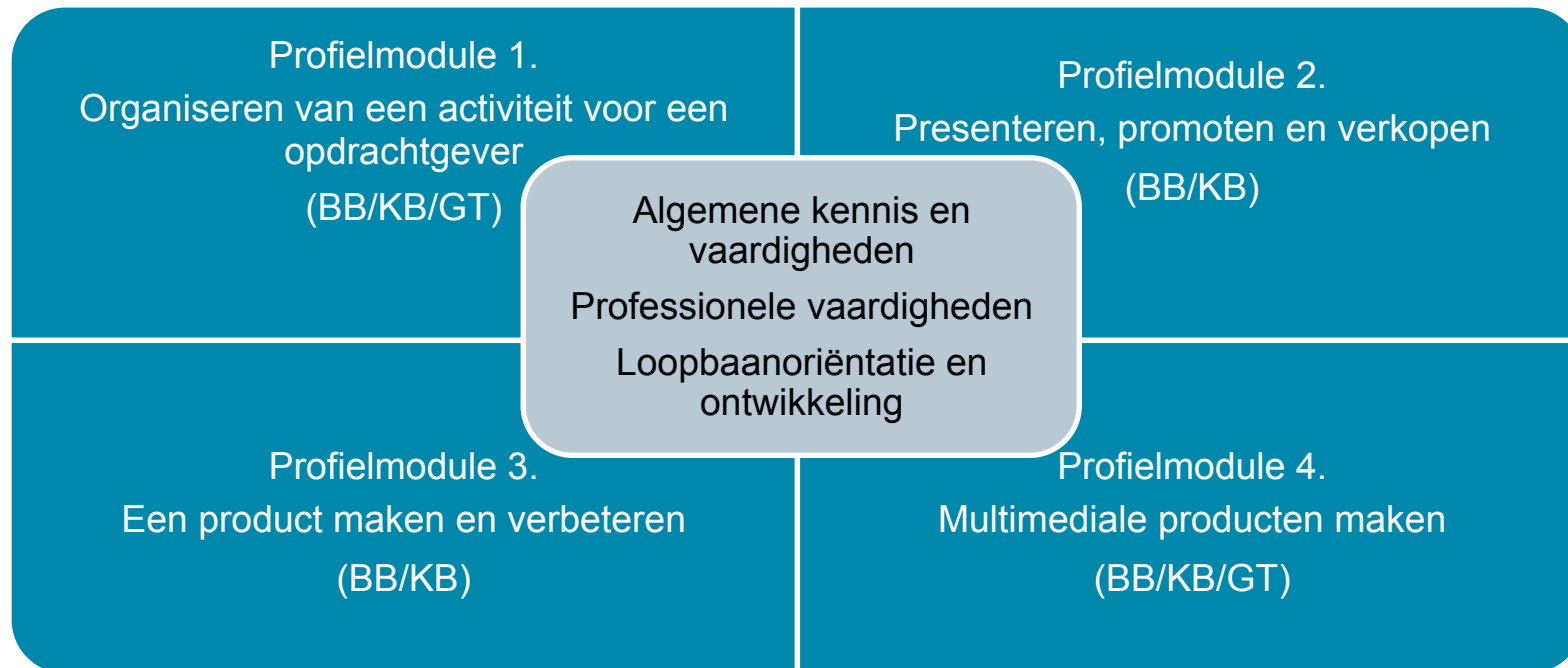 Profielmodule 1.
Organiseren van een activiteit voor een
opdrachtgever
(BB/KB/GT)
Profielmodule 2.
Presenteren, promoten en verkopen
(BB/KB)
Algemene kennis en
vaardigheden
Professionele vaardigheden
Loopbaanoriëntatie en
ontwikkeling
Profielmodule 3.
Een product maken en verbeteren
(BB/KB)
Profielmodule 4.
Multimediale producten maken
(BB/KB/GT)